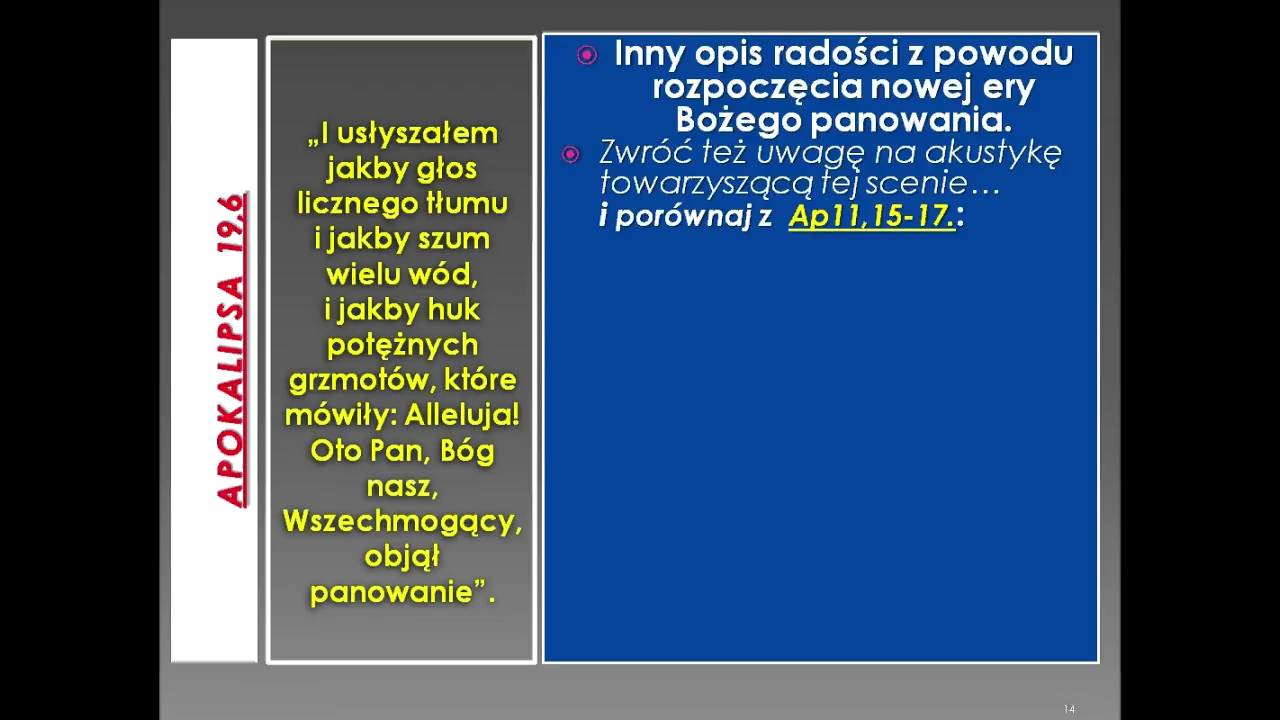 APOKALIPSA 19,6
„I usłyszałem
jakby głos
licznego tłumu
i jakby szum
wielu wód,
i jakby huk
potężnych
grzmotów, które
mówiły: Alleluja!
Oto Pan, Bóg
nasz,
Wszechmogący,
objął
panowanie”.
Inny opis radości z powodu
rozpoczęcia nowej ery
Bożego panowania.
Zwróć też uwagę na akustykę
towarzyszącą tej scenie…
i porównaj z Ap11,15-17.:
14